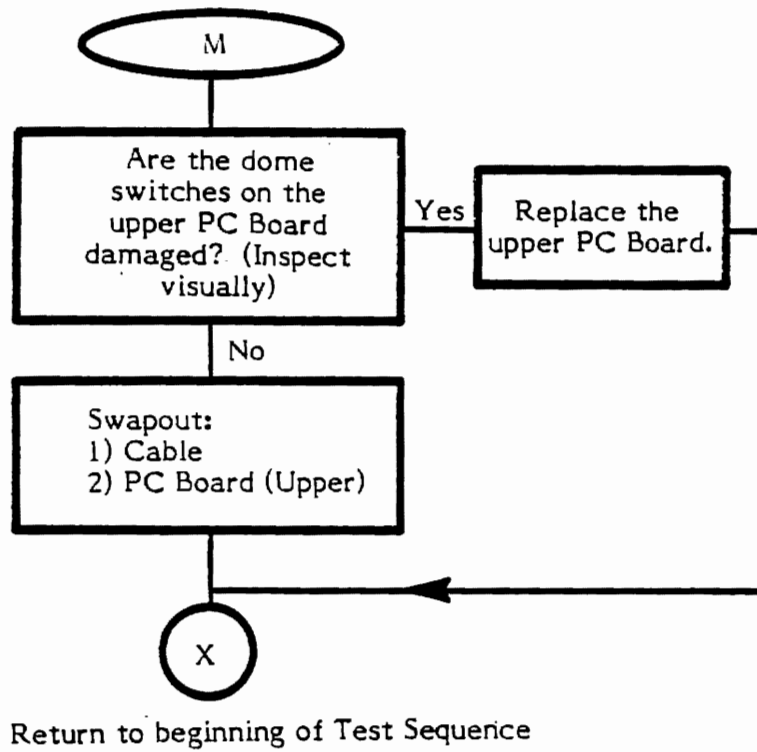 M
Are the dome
switches on the
upper PC Board
damaged? (Inspect
visually)
Yes
Replace the
upper PC Board.
No
Swapout:
1) Cable
2) PC Board (Upper)
X
Return to beginning of Test Sequence